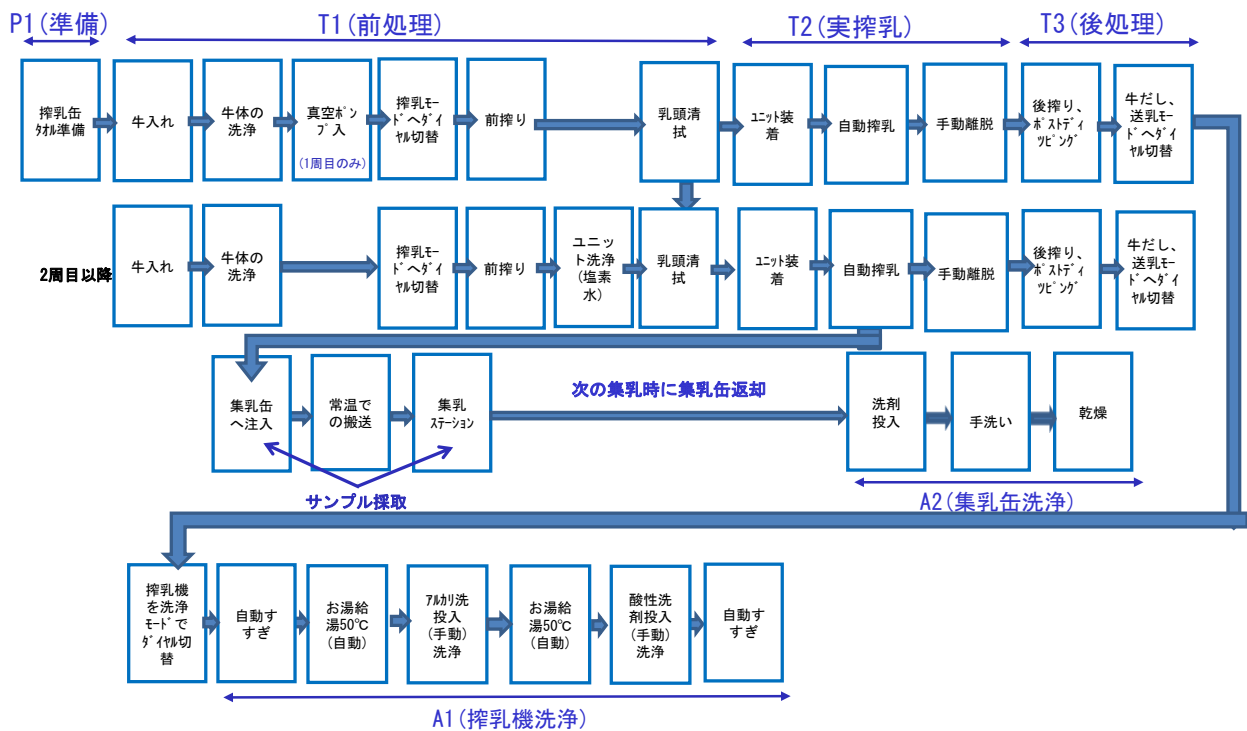 P1(準備)
T1(前処理)
T2(実搾乳)
T3(後処理)
搾乳缶
ﾀｵﾙ準備
牛入れ
牛体の
洗浄
真空ﾎﾟﾝ
ﾌﾟ入
(1周目のみ)
搾乳ﾓｰ
ﾄﾞへﾀﾞｲ
ﾔﾙ切替
前搾り
乳頭清
拭
ﾕﾆｯﾄ装
着
自動搾乳
手動離脱
後搾り、
ﾎﾟｽﾄﾃﾞｨ
ﾂﾋﾟﾝｸﾞ
牛だし、
送乳ﾓｰ
ﾄﾞへﾀﾞｲ
ﾔﾙ切替
2周目以降
牛入れ
牛体の
洗浄
搾乳ﾓｰ
ﾄﾞへﾀﾞｲ
ﾔﾙ切替
前搾り
ユニッ
ト洗浄
(塩素
水)
乳頭清
拭
ﾕﾆｯﾄ装
着
自動搾乳
手動離脱
後搾り、
ﾎﾟｽﾄﾃﾞｨ
ﾂﾋﾟﾝｸﾞ
牛だし、
送乳ﾓｰ
ﾄﾞへﾀﾞｲ
ﾔﾙ切替
集乳缶
へ注入
常温で
の搬送
集乳
ｽﾃｰｼｮﾝ
次の集乳時に集乳缶返却
洗剤
投入
手洗い
乾燥
サンプル採取
A2(集乳缶洗浄)
搾乳機
を洗浄
ﾓｰﾄﾞで
ﾀﾞｲﾔﾙ切
替
自動す
すぎ
お湯給
湯50℃
(自動)
ｱﾙｶﾘ洗
投入
(手動)
洗浄
お湯給
湯50℃
(自動)
酸性洗
剤投入
(手動)
洗浄
自動す
すぎ
A1(搾乳機洗浄)